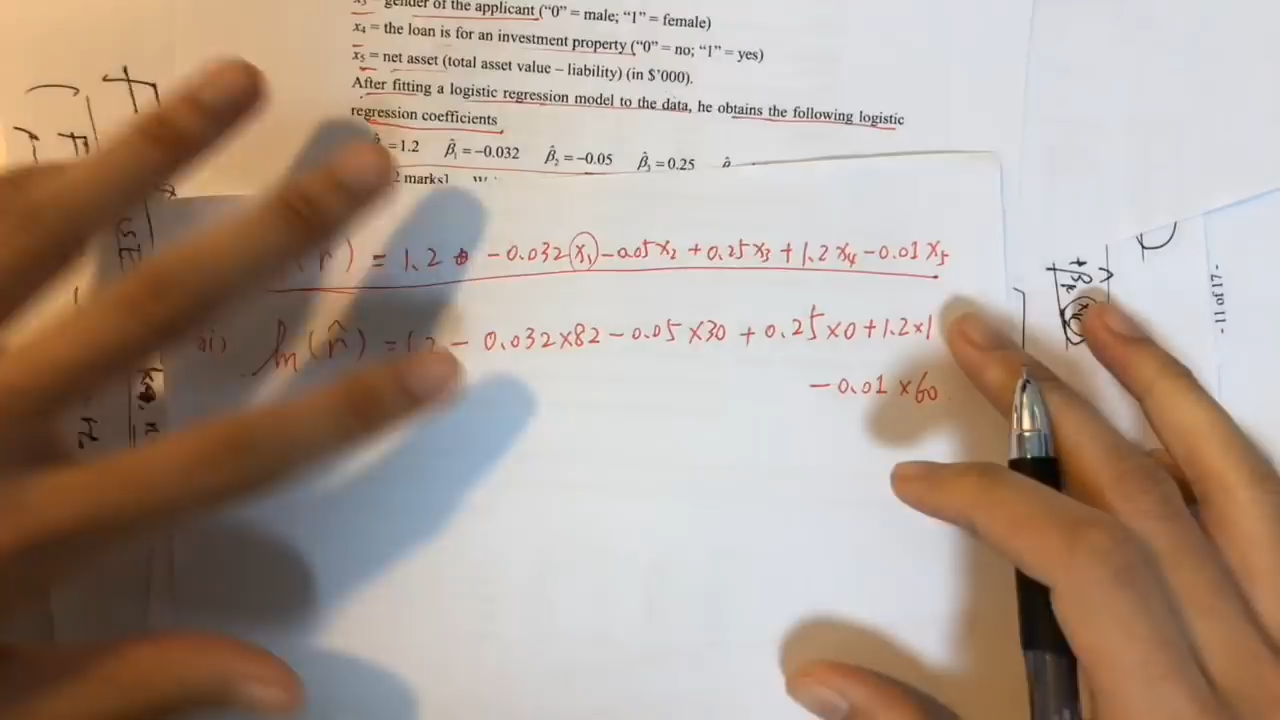 gender of the applicant ("0" = male; "1" = female)
x₄ = the loan is for an investment property ("0" = no; "1" = yes)
x₅ = net asset (total asset value – liability) (in $'000).
After fitting a logistic regression model to the data, he obtains the following logistic
regression coefficients
=1.2 β̂₁ = −0.032 β̂₂ = −0.05 β̂₃ = 0.25
2 marks]
) = 1.2 - 0.032 x₁ - 0.05 x₂ + 0.25 x₃ + 1.2 x₄ - 0.01 x₅
ai) ln(r̂) = 1.2 - 0.032×82 - 0.05×30 + 0.25×0 + 1.2×1
- 0.01 × 60
- 11 of 17 -